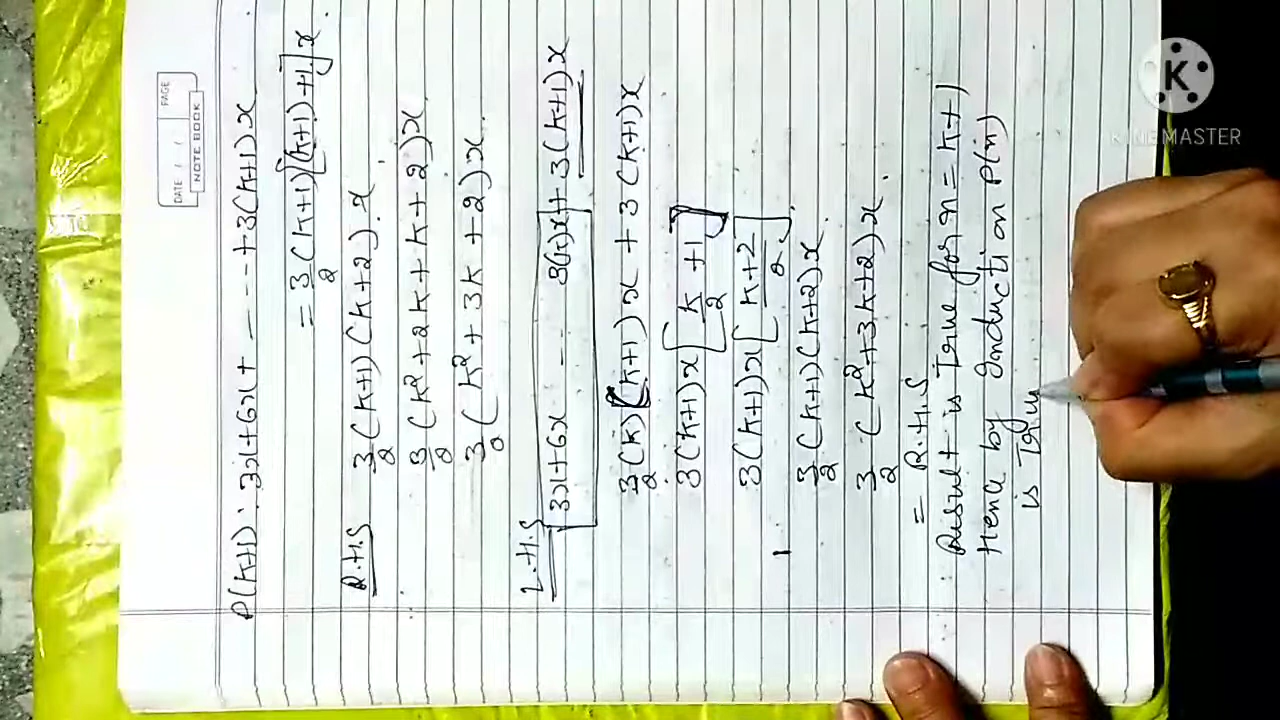 DATE / /
PAGE
NOTE BOOK
P(K+1): 3x+6x+ ---- +3(K+1)x
= 3/2 (K+1)[(K+1)+1]x.
R.H.S
3/2 (K+1)(K+2).x
3/2 (K²+2K+K+2)x
3/2 (K²+3K+2)x.
L.H.S
3x+6x -- 3(K)x + 3(K+1)x
3/2 (K)(K+1)x + 3(K+1)x
3(K+1)x[K/2 +1]
3(K+1)x[K+2/2].
3/2 (K+1)(K+2)x
3/2 (K²+3K+2)x.
= R.H.S
Result is True for n=K+1
Hence by Induction P(n)
is Tru
K
KINEMASTER